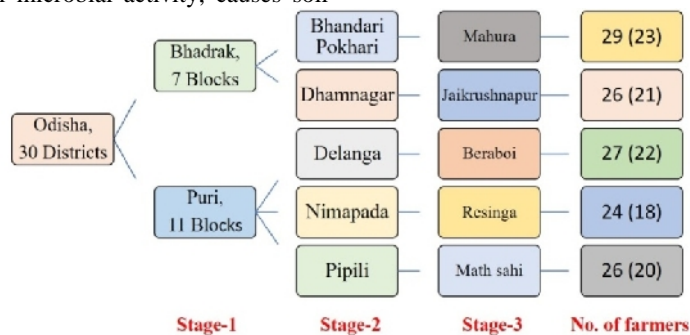 microbial activity, causes soil
Odisha,
30 Districts
Bhadrak,
7 Blocks
Puri,
11 Blocks
Bhandari
Pokhari
Dhamnagar
Delanga
Nimapada
Pipili
Mahura
Jaikrushnapur
Beraboi
Resinga
Math sahi
29 (23)
26 (21)
27 (22)
24 (18)
26 (20)
Stage-1
Stage-2
Stage-3
No. of farmers